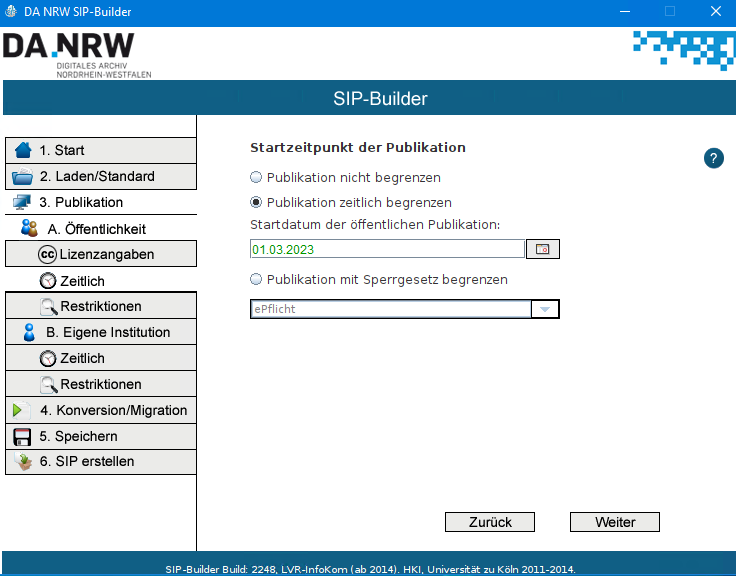 DA NRW SIP-Builder
DA.NRW
DIGITALES ARCHIV
NORDRHEIN-WESTFALEN
SIP-Builder
1. Start
2. Laden/Standard
3. Publikation
A. Öffentlichkeit
cc Lizenzangaben
Zeitlich
Restriktionen
B. Eigene Institution
Zeitlich
Restriktionen
4. Konversion/Migration
5. Speichern
6. SIP erstellen
Startzeitpunkt der Publikation
?
Publikation nicht begrenzen
Publikation zeitlich begrenzen
Startdatum der öffentlichen Publikation:
01.03.2023
Publikation mit Sperrgesetz begrenzen
ePflicht
Zurück
Weiter
SIP-Builder Build: 2248, LVR-InfoKom (ab 2014). HKI, Universität zu Köln 2011-2014.